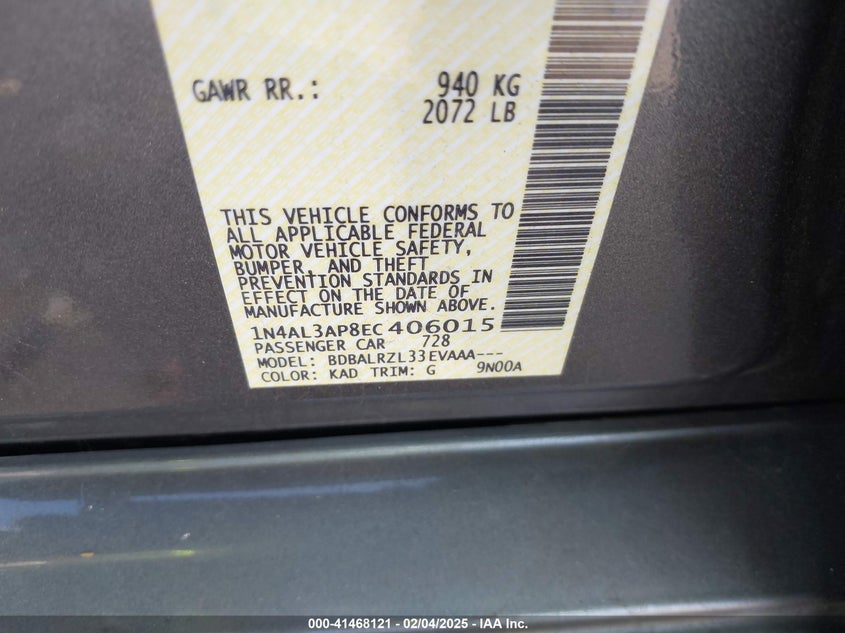 GAWR RR.: 940 KG
2072 LB
THIS VEHICLE CONFORMS TO
ALL APPLICABLE FEDERAL
MOTOR VEHICLE SAFETY,
BUMPER, AND THEFT
PREVENTION STANDARDS IN
EFFECT ON THE DATE OF
MANUFACTURE SHOWN ABOVE.
1N4AL3AP8EC406015
PASSENGER CAR 728
MODEL: BDBALRZL33EVAAA---
COLOR: KAD TRIM: G 9N00A
000-41468121 - 02/04/2025 - IAA Inc.